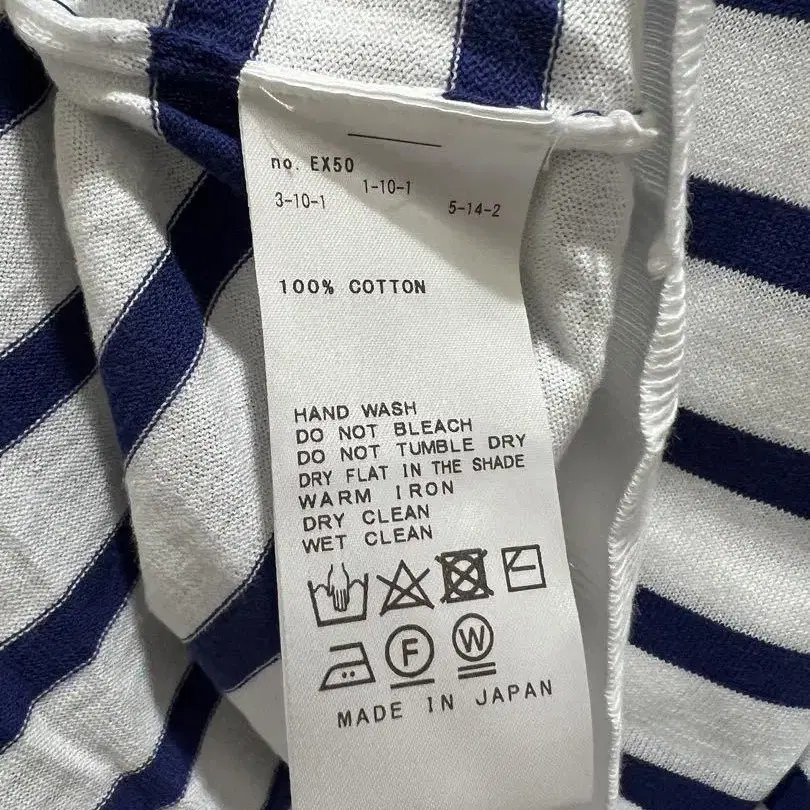 no. EX50
3-10-1 1-10-1 5-14-2
100% COTTON
HAND WASH
DO NOT BLEACH
DO NOT TUMBLE DRY
DRY FLAT IN THE SHADE
WARM IRON
DRY CLEAN
WET CLEAN
F W
MADE IN JAPAN